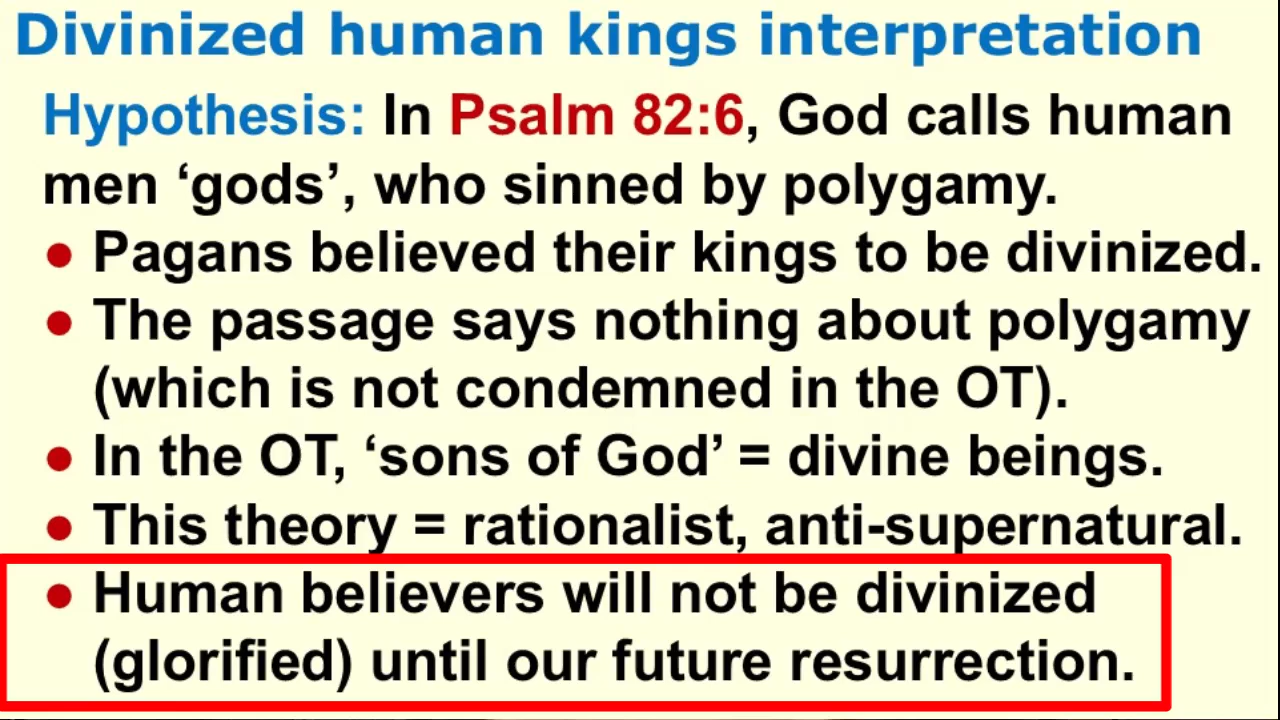 Divinized human kings interpretation
Hypothesis: In Psalm 82:6, God calls human
men ‘gods’, who sinned by polygamy.
● Pagans believed their kings to be divinized.
● The passage says nothing about polygamy
(which is not condemned in the OT).
● In the OT, ‘sons of God’ = divine beings.
● This theory = rationalist, anti-supernatural.
● Human believers will not be divinized
(glorified) until our future resurrection.